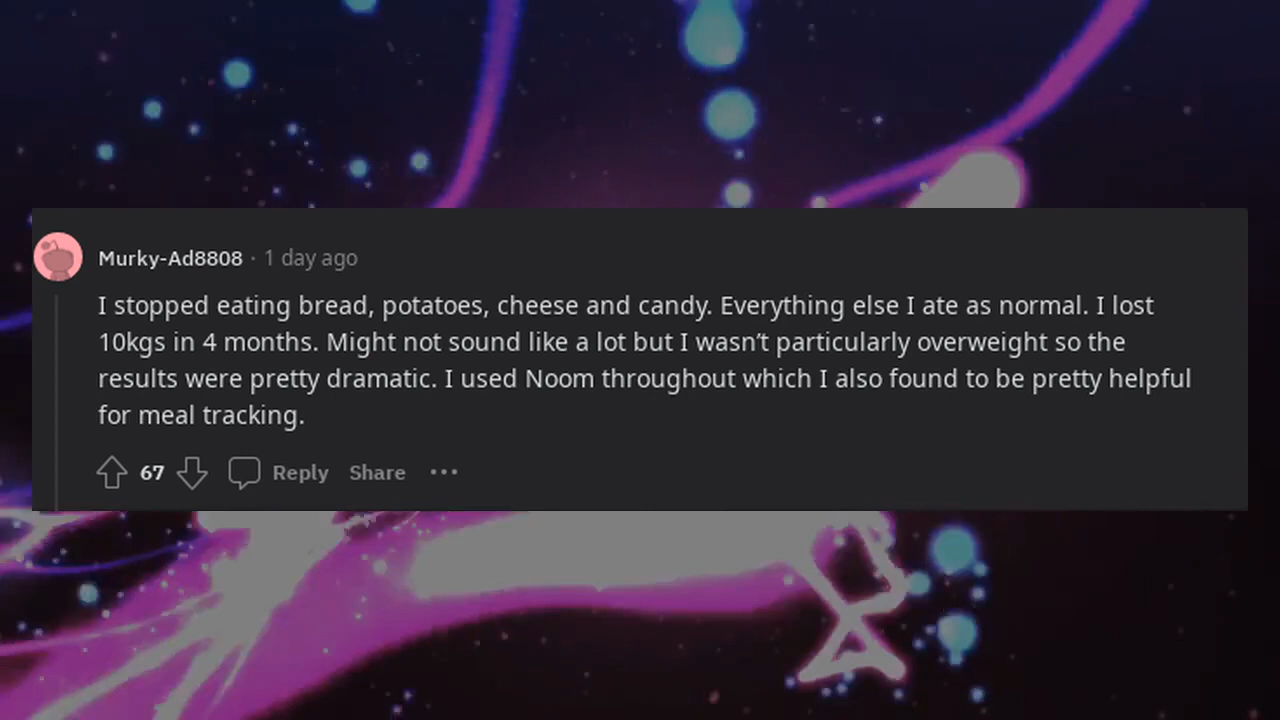 Murky-Ad8808 · 1 day ago
I stopped eating bread, potatoes, cheese and candy. Everything else I ate as normal. I lost
10kgs in 4 months. Might not sound like a lot but I wasn’t particularly overweight so the
results were pretty dramatic. I used Noom throughout which I also found to be pretty helpful
for meal tracking.
67 Reply Share ···